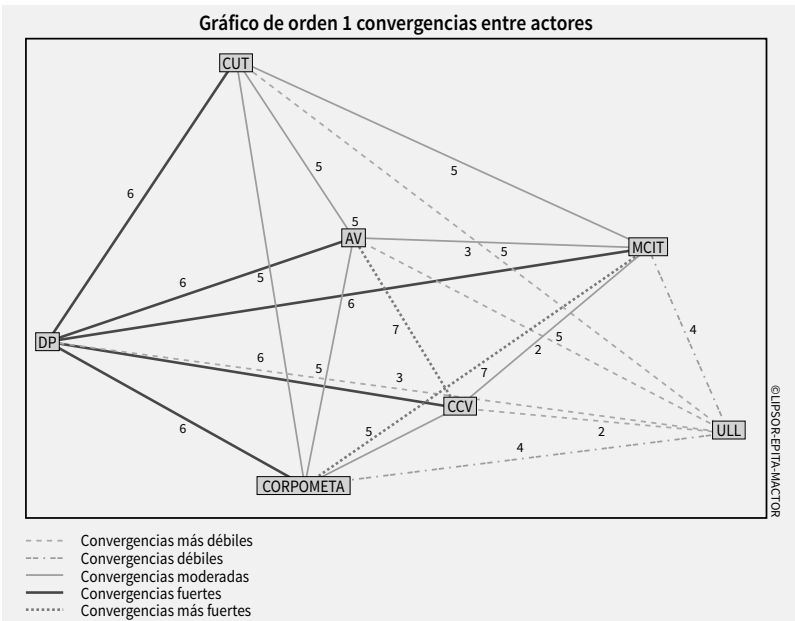 Gráfico de orden 1 convergencias entre actores
CUT
5
5
6
5
AV
MCIT
3
5
6
5
6
7
4
DP
5
2
6
5
3
7
CCV
6
5
2
ULL
4
CORPOMETA
©LIPSOR-EPITA-MACTOR
Convergencias más débiles
Convergencias débiles
Convergencias moderadas
Convergencias fuertes
Convergencias más fuertes